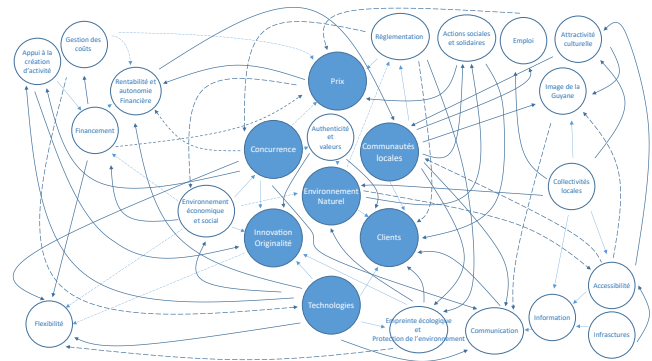 Appui à la
création
d'activité
Gestion des
coûts
Rentabilité et
autonomie
Financière
Financement
Prix
Règlementation
Actions sociales
et solidaires
Emploi
Attractivité
culturelle
Image de la
Guyane
Concurrence
Authenticité
et
valeurs
Communautés
locales
Environnement
économique
et social
Environnement
Naturel
Collectivités
locales
Innovation
Originalité
Clients
Accessibilité
Technologies
Flexibilité
Empreinte écologique
et
Protection de l'environnement
Communication
Information
Infrasctures